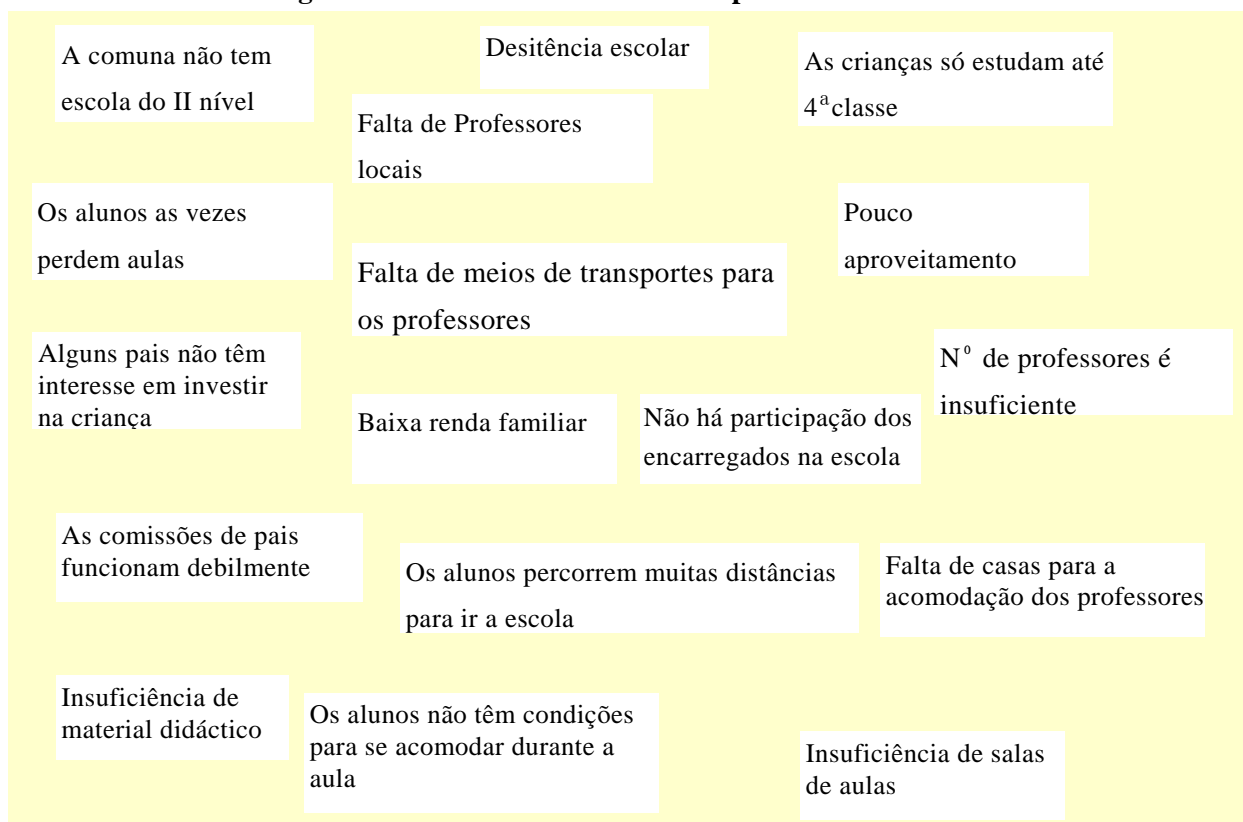 A comuna não tem
escola do II nível
Desitência escolar
As crianças só estudam até
4ª classe
Falta de Professores
locais
Os alunos as vezes
perdem aulas
Pouco
aproveitamento
Falta de meios de transportes para
os professores
Alguns pais não têm
interesse em investir
na criança
Nº de professores é
insuficiente
Baixa renda familiar
Não há participação dos
encarregados na escola
As comissões de pais
funcionam debilmente
Os alunos percorrem muitas distâncias
para ir a escola
Falta de casas para a
acomodação dos professores
Insuficiência de
material didáctico
Os alunos não têm condições
para se acomodar durante a
aula
Insuficiência de salas
de aulas